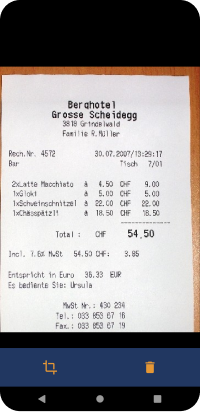 Berghotel
Grosse Scheidegg
3818 Grindelwald
Familie R.Müller
Rech.Nr. 4572 30.07.2007/13:29:17
Bar Tisch 7/01
2xLatte Macchiato à 4.50 CHF 9.00
1xGloki à 5.00 CHF 5.00
1xSchweinschnitzel à 22.00 CHF 22.00
1xChässpätzli à 18.50 CHF 18.50
Total: CHF 54.50
Incl. 7.6% MwSt 54.50 CHF: 3.85
Entspricht in Euro 36.33 EUR
Es bediente Sie: Ursula
MwSt Nr.: 430 234
Tel.: 033 853 67 16
Fax.: 033 853 67 19